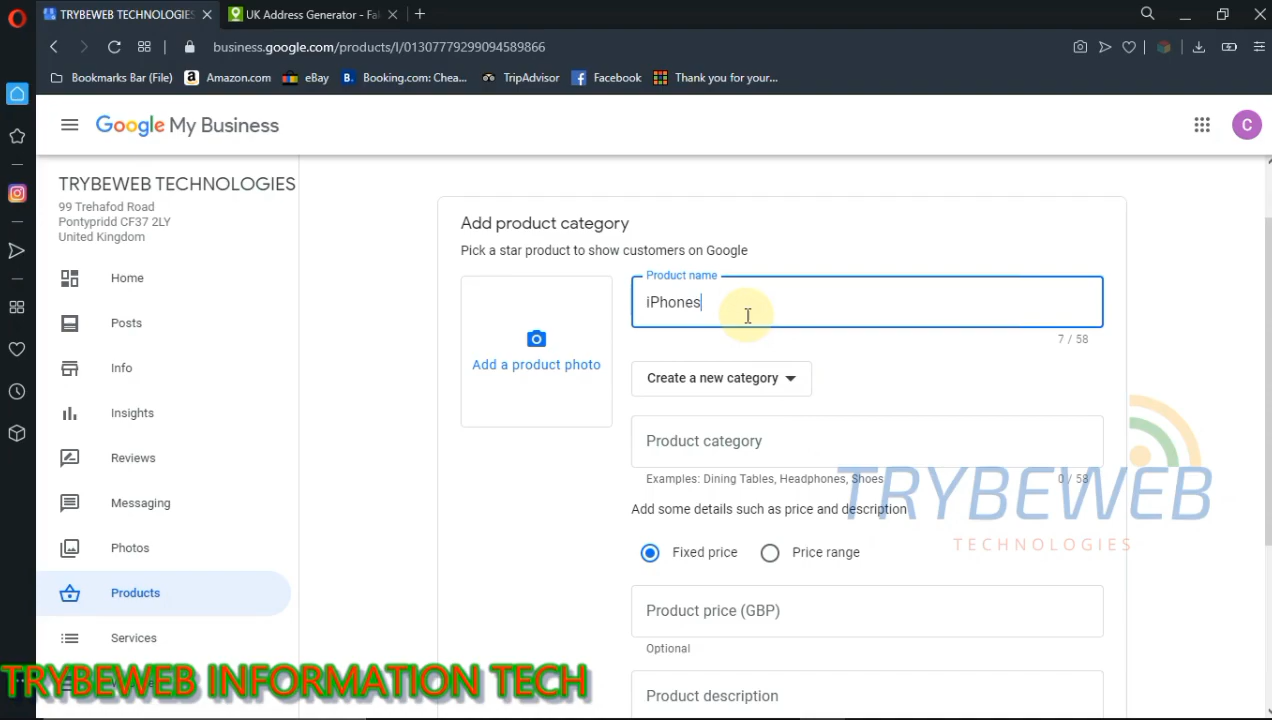 TRYBEWEB TECHNOLOGIES
UK Address Generator - Fa
business.google.com/products/l/01307779299094589866
Bookmarks Bar (File)
Amazon.com
eBay
Booking.com: Chea...
TripAdvisor
Facebook
Thank you for your...
Google My Business
C
TRYBEWEB TECHNOLOGIES
99 Trehafod Road
Pontypridd CF37 2LY
United Kingdom
Home
Posts
Info
Insights
Reviews
Messaging
Photos
Products
Services
Add product category
Pick a star product to show customers on Google
Add a product photo
Product name
iPhones
7 / 58
Create a new category
Product category
Examples: Dining Tables, Headphones, Shoes
0 / 58
Add some details such as price and description
Fixed price
Price range
Product price (GBP)
Optional
Product description
TRYBEWEB
TECHNOLOGIES
TRYBEWEB INFORMATION TECH